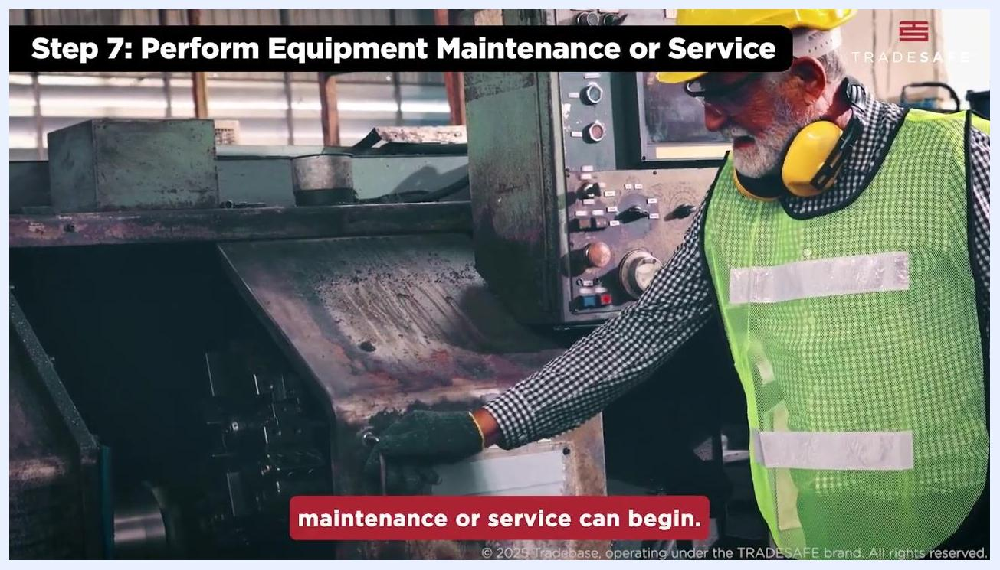 Step 7: Perform Equipment Maintenance or Service
TRADESAFE
maintenance or service can begin.
© 2025 Tradebase, operating under the TRADESAFE brand. All rights reserved.